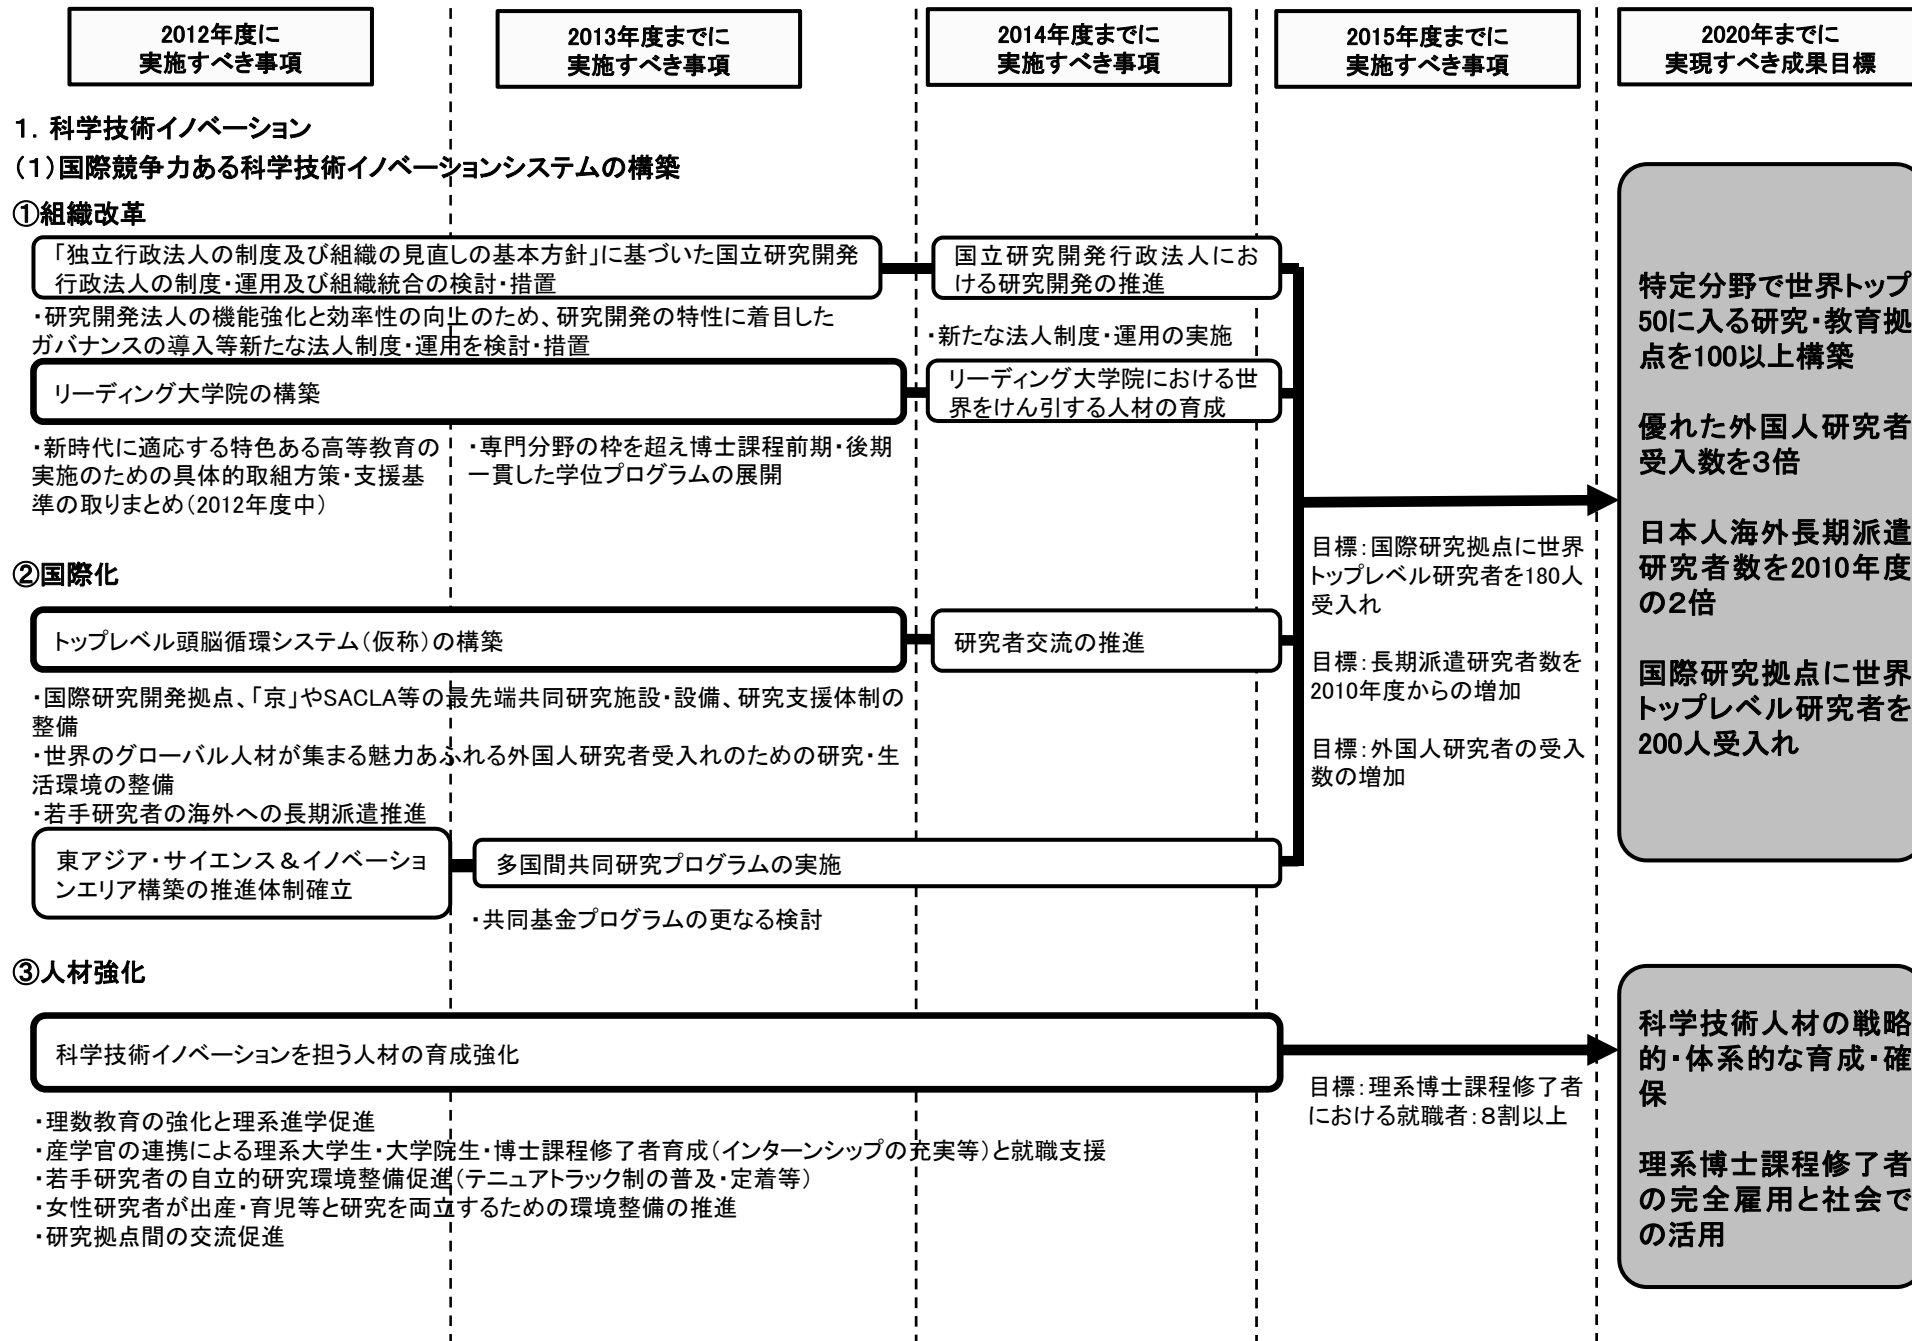 2012年度に
実施すべき事項
2013年度までに
実施すべき事項
2014年度までに
実施すべき事項
2015年度までに
実施すべき事項
2020年までに
実現すべき成果目標
1．科学技術イノベーション
（１）国際競争力ある科学技術イノベーションシステムの構築
①組織改革
「独立行政法人の制度及び組織の見直しの基本方針」に基づいた国立研究開発
行政法人の制度・運用及び組織統合の検討・措置
国立研究開発行政法人にお
ける研究開発の推進
・研究開発法人の機能強化と効率性の向上のため、研究開発の特性に着目した
ガバナンスの導入等新たな法人制度・運用を検討・措置
・新たな法人制度・運用の実施
リーディング大学院の構築
リーディング大学院における世
界をけん引する人材の育成
・新時代に適応する特色ある高等教育の
実施のための具体的取組方策・支援基
準の取りまとめ（2012年度中）
・専門分野の枠を超え博士課程前期・後期
一貫した学位プログラムの展開
②国際化
トップレベル頭脳循環システム（仮称）の構築
研究者交流の推進
・国際研究開発拠点、「京」やSACLA等の最先端共同研究施設・設備、研究支援体制の
整備
・世界のグローバル人材が集まる魅力あふれる外国人研究者受入れのための研究・生
活環境の整備
・若手研究者の海外への長期派遣推進
東アジア・サイエンス＆イノベーショ
ンエリア構築の推進体制確立
多国間共同研究プログラムの実施
・共同基金プログラムの更なる検討
目標：国際研究拠点に世界
トップレベル研究者を180人
受入れ
目標：長期派遣研究者数を
2010年度からの増加
目標：外国人研究者の受入
数の増加
特定分野で世界トップ
50に入る研究・教育拠
点を100以上構築
優れた外国人研究者
受入数を３倍
日本人海外長期派遣
研究者数を2010年度
の２倍
国際研究拠点に世界
トップレベル研究者を
200人受入れ
③人材強化
科学技術イノベーションを担う人材の育成強化
・理数教育の強化と理系進学促進
・産学官の連携による理系大学生・大学院生・博士課程修了者育成（インターンシップの充実等）と就職支援
・若手研究者の自立的研究環境整備促進（テニュアトラック制の普及・定着等）
・女性研究者が出産・育児等と研究を両立するための環境整備の推進
・研究拠点間の交流促進
目標：理系博士課程修了者
における就職者：８割以上
科学技術人材の戦略
的・体系的な育成・確
保
理系博士課程修了者
の完全雇用と社会で
の活用